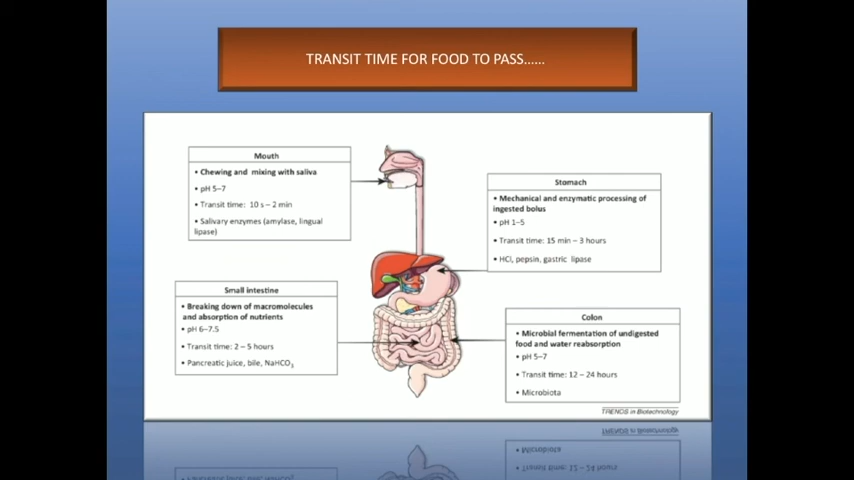 TRANSIT TIME FOR FOOD TO PASS......
Mouth
• Chewing and mixing with saliva
• pH 5–7
• Transit time: 10 s – 2 min
• Salivary enzymes (amylase, lingual
lipase)
Stomach
• Mechanical and enzymatic processing of
ingested bolus
• pH 1–5
• Transit time: 15 min – 3 hours
• HCl, pepsin, gastric lipase
Small intestine
• Breaking down of macromolecules
and absorption of nutrients
• pH 6–7.5
• Transit time: 2 – 5 hours
• Pancreatic juice, bile, NaHCO3
Colon
• Microbial fermentation of undigested
food and water reabsorption
• pH 5–7
• Transit time: 12 – 24 hours
• Microbiota
TRENDS in Biotechnology